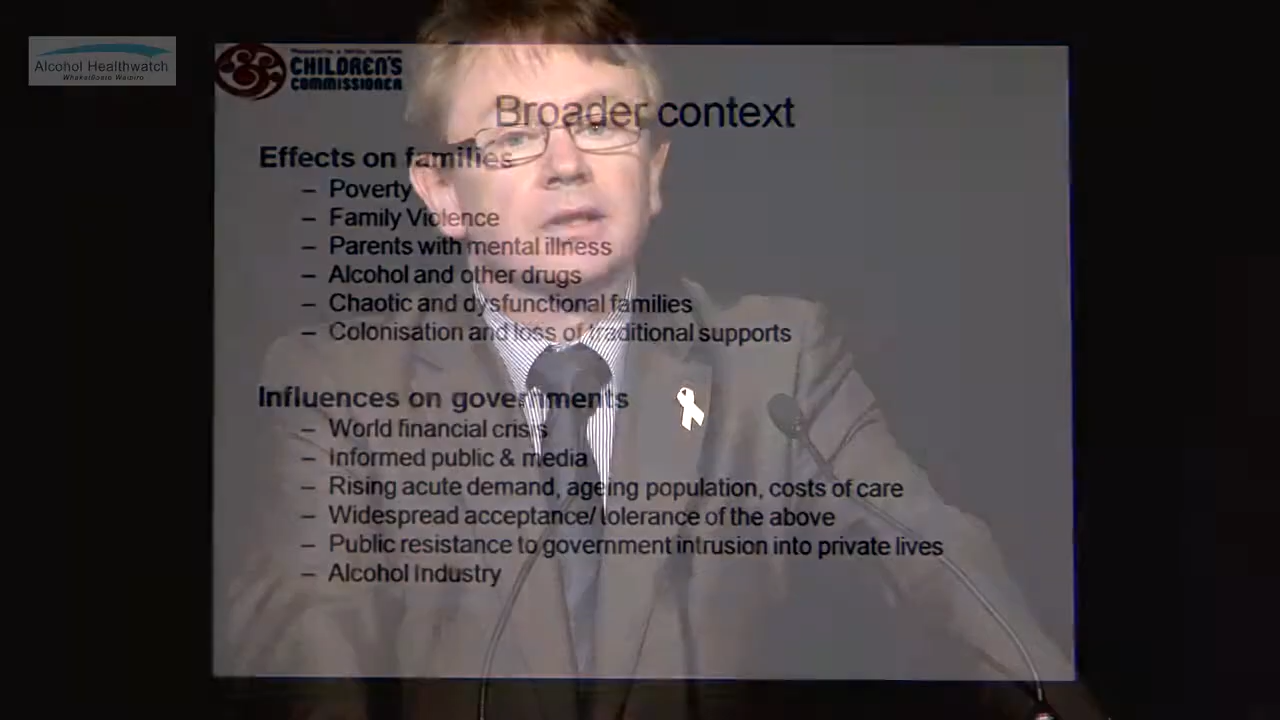 Alcohol Healthwatch
Whakatūpato Waipiro
CHILDREN'S
COMMISSIONER
Broader context
Effects on families
– Poverty
– Family Violence
– Parents with mental illness
– Alcohol and other drugs
– Chaotic and dysfunctional families
– Colonisation and loss of traditional supports
Influences on governments
– World financial crisis
– Informed public & media
– Rising acute demand, ageing population, costs of care
– Widespread acceptance/ tolerance of the above
– Public resistance to government intrusion into private lives
– Alcohol Industry